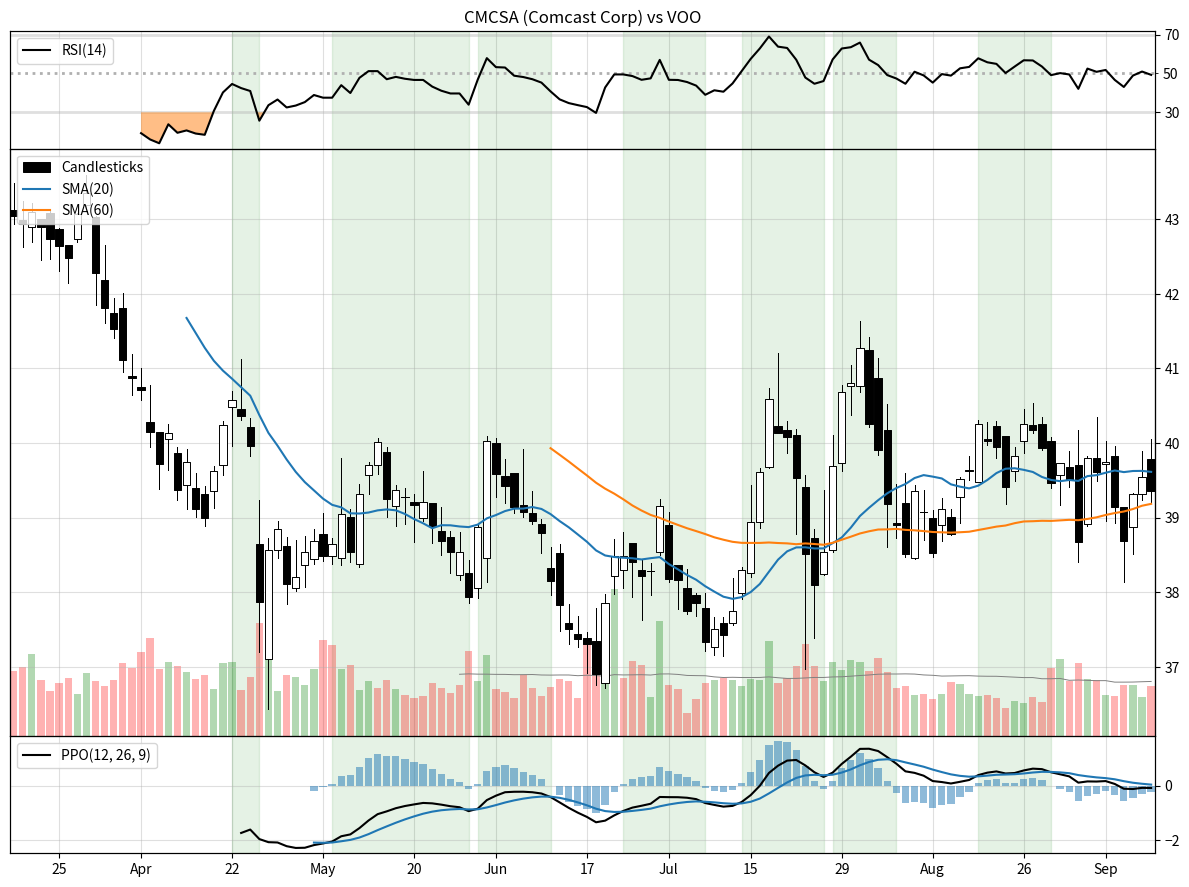 CMCSA (Comcast Corp) vs VOO
RSI(14)
70
50
30
Candlesticks
SMA(20)
SMA(60)
43
42
41
40
39
38
37
PPO(12, 26, 9)
0
−2
25 Apr 22 May 20 Jun 17 Jul 15 29 Aug 26 Sep